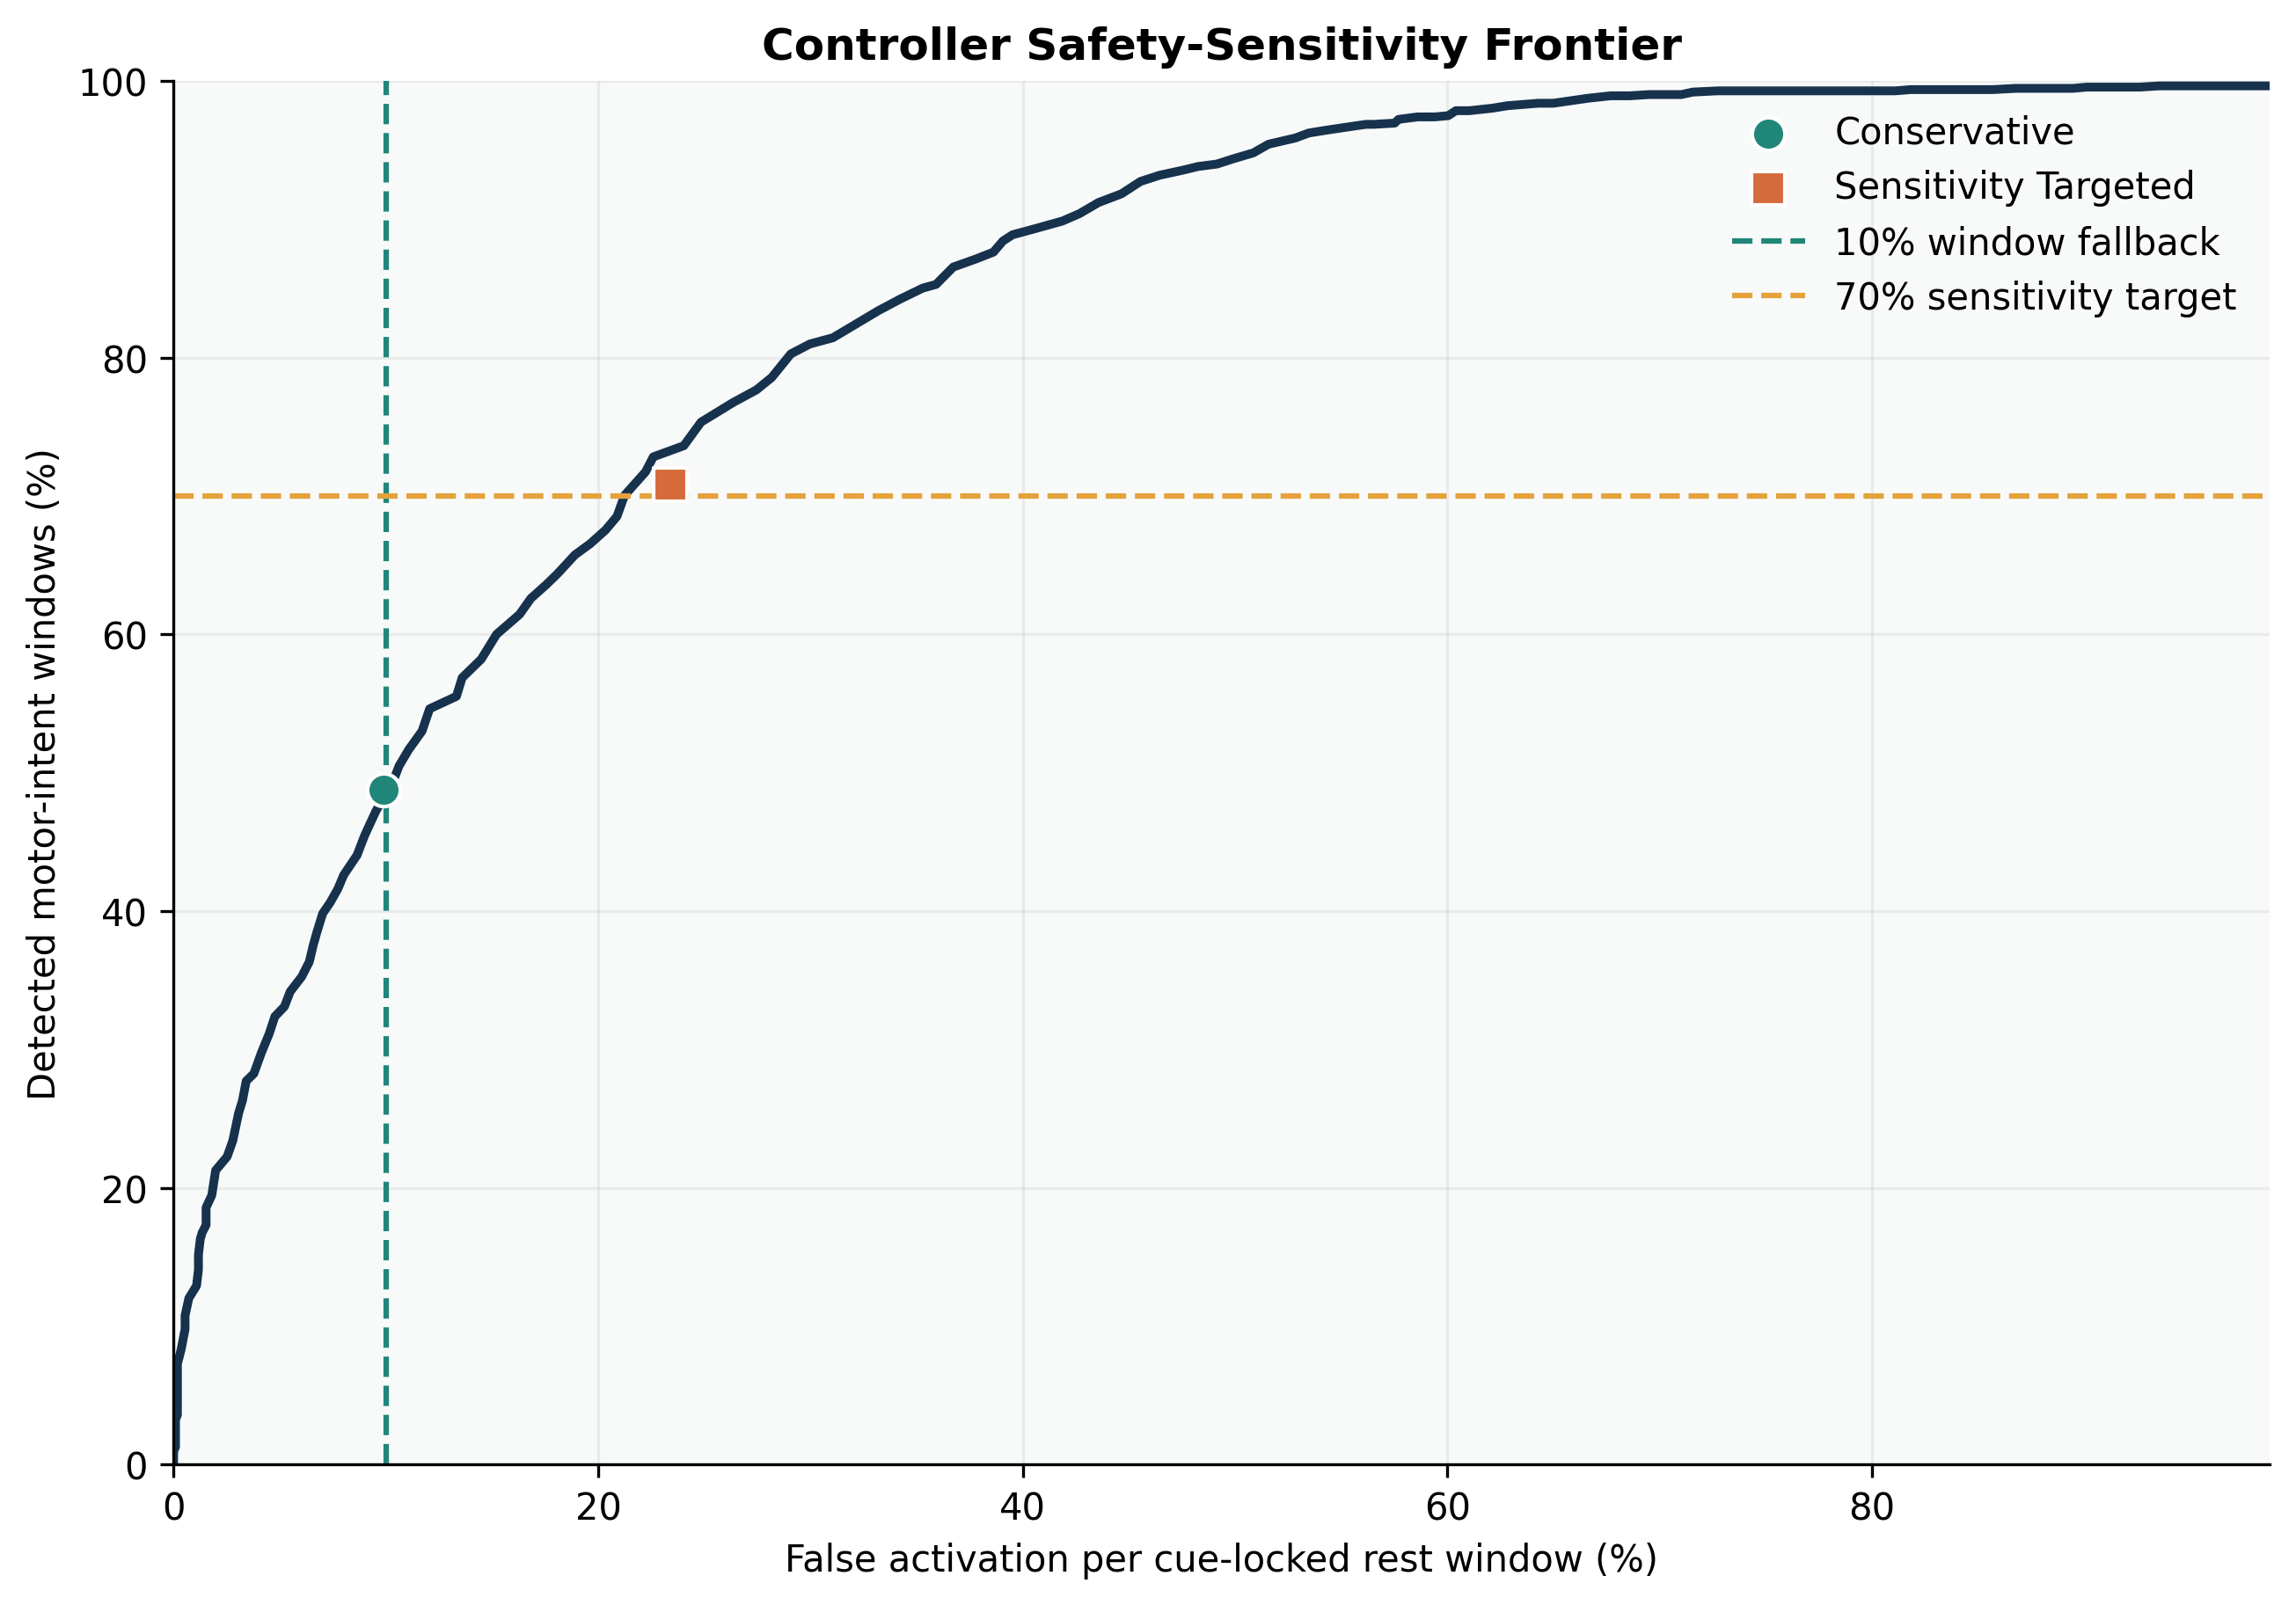 Controller Safety-Sensitivity Frontier
100
80
60
40
20
0
Detected motor-intent windows (%)
Conservative
Sensitivity Targeted
10% window fallback
70% sensitivity target
0 20 40 60 80
False activation per cue-locked rest window (%)